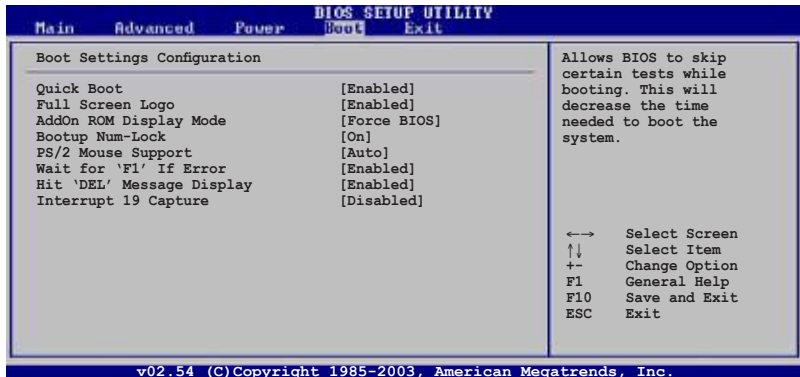 BIOS SETUP UTILITY
Main Advanced Power Boot Exit
Boot Settings Configuration
Quick Boot [Enabled]
Full Screen Logo [Enabled]
AddOn ROM Display Mode [Force BIOS]
Bootup Num-Lock [On]
PS/2 Mouse Support [Auto]
Wait for ‘F1’ If Error [Enabled]
Hit ‘DEL’ Message Display [Enabled]
Interrupt 19 Capture [Disabled]
Allows BIOS to skip
certain tests while
booting. This will
decrease the time
needed to boot the
system.
←→ Select Screen
↑↓ Select Item
+- Change Option
F1 General Help
F10 Save and Exit
ESC Exit
v02.54 (C)Copyright 1985-2003, American Megatrends, Inc.